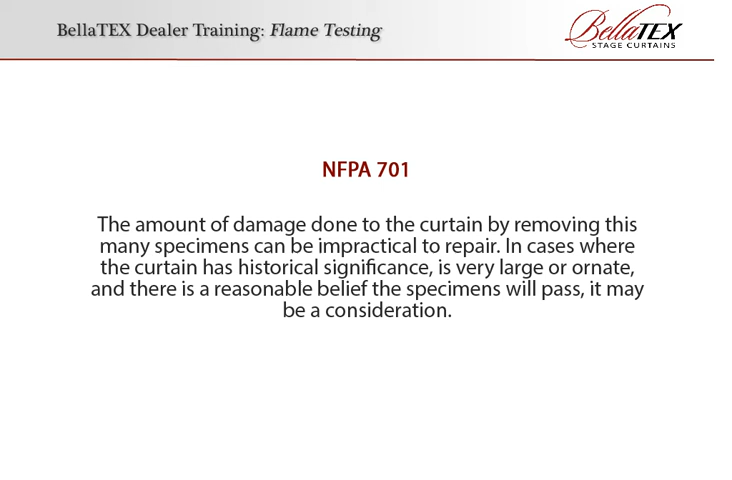 BellaTEX Dealer Training: Flame Testing
BellaTEX
STAGE CURTAINS
NFPA 701
The amount of damage done to the curtain by removing this
many specimens can be impractical to repair. In cases where
the curtain has historical significance, is very large or ornate,
and there is a reasonable belief the specimens will pass, it may
be a consideration.